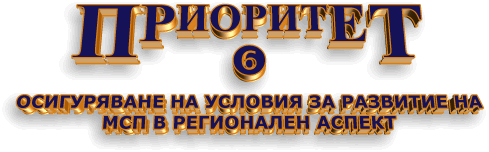 ПРИОРИТЕТ
6
ОСИГУРЯВАНЕ НА УСЛОВИЯ ЗА РАЗВИТИЕ НА
МСП В РЕГИОНАЛЕН АСПЕКТ